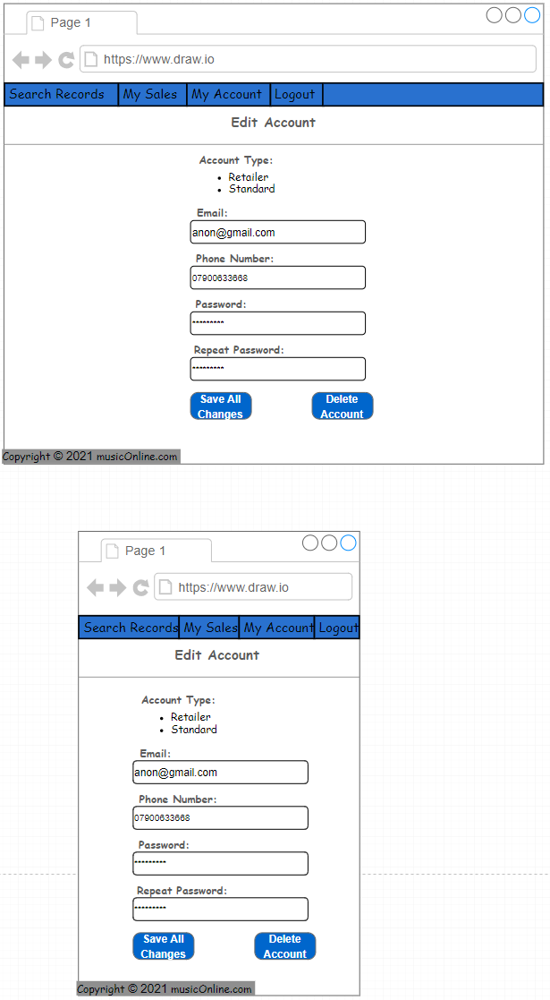 Page 1
https://www.draw.io
Search Records My Sales My Account Logout
Edit Account
Account Type:
• Retailer
• Standard
Email:
anon@gmail.com
Phone Number:
07900633668
Password:
*********
Repeat Password:
*********
Save All Changes
Delete Account
Copyright © 2021 musicOnline.com
Page 1
https://www.draw.io
Search Records My Sales My Account Logout
Edit Account
Account Type:
• Retailer
• Standard
Email:
anon@gmail.com
Phone Number:
07900633668
Password:
*********
Repeat Password:
*********
Save All Changes
Delete Account
Copyright © 2021 musicOnline.com